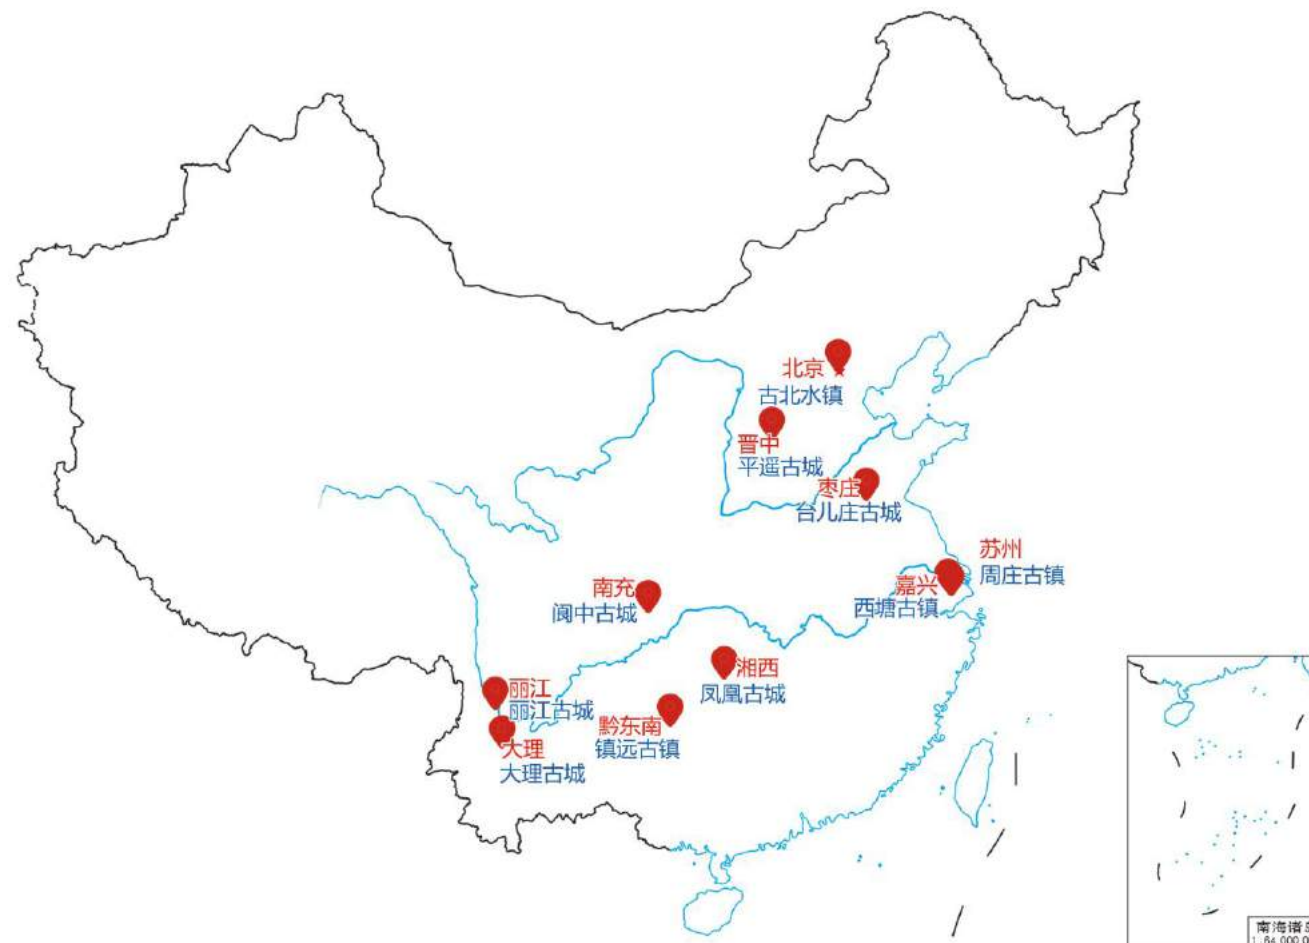 北京
古北水镇
晋中
平遥古城
枣庄
台儿庄古城
苏州
周庄古镇
嘉兴
西塘古镇
南充
阆中古城
湘西
凤凰古城
丽江
丽江古城
黔东南
镇远古镇
大理
大理古城
南海诸岛